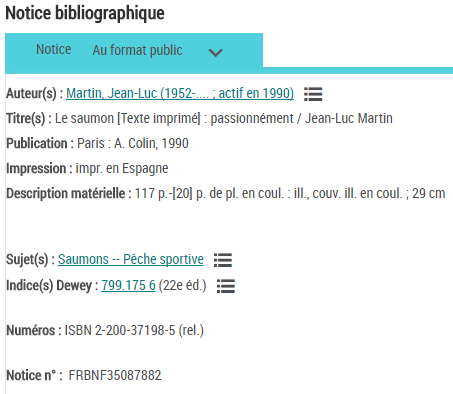 Notice bibliographique
Notice Au format public
Auteur(s) : Martin, Jean-Luc (1952-.... ; actif en 1990)
Titre(s) : Le saumon [Texte imprimé] : passionnément / Jean-Luc Martin
Publication : Paris : A. Colin, 1990
Impression : impr. en Espagne
Description matérielle : 117 p.-[20] p. de pl. en coul. : ill., couv. ill. en coul. ; 29 cm
Sujet(s) : Saumons -- Pêche sportive
Indice(s) Dewey : 799.175 6 (22e éd.)
Numéros : ISBN 2-200-37198-5 (rel.)
Notice n° : FRBNF35087882